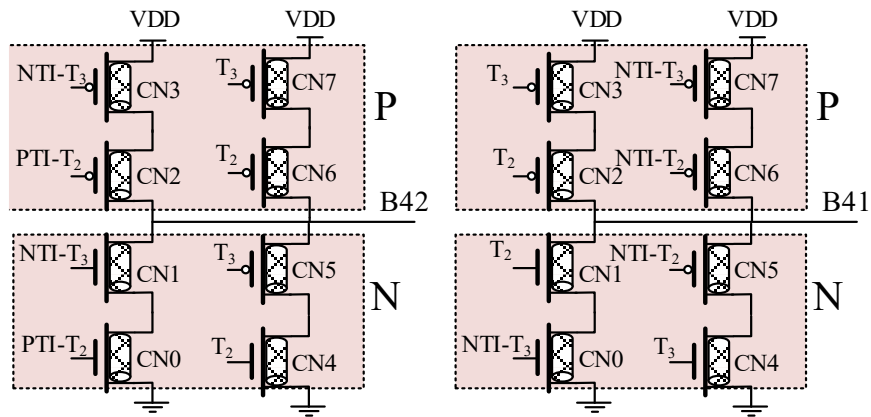 VDD VDD VDD VDD
NTI-T3 CN3 T3 CN7 P T3 CN3 NTI-T3 CN7 P
PTI-T2 CN2 T2 CN6 T2 CN2 NTI-T2 CN6
B42 B41
NTI-T3 CN1 T3 CN5 N T2 CN1 NTI-T2 CN5 N
PTI-T2 CN0 T2 CN4 NTI-T3 CN0 T3 CN4